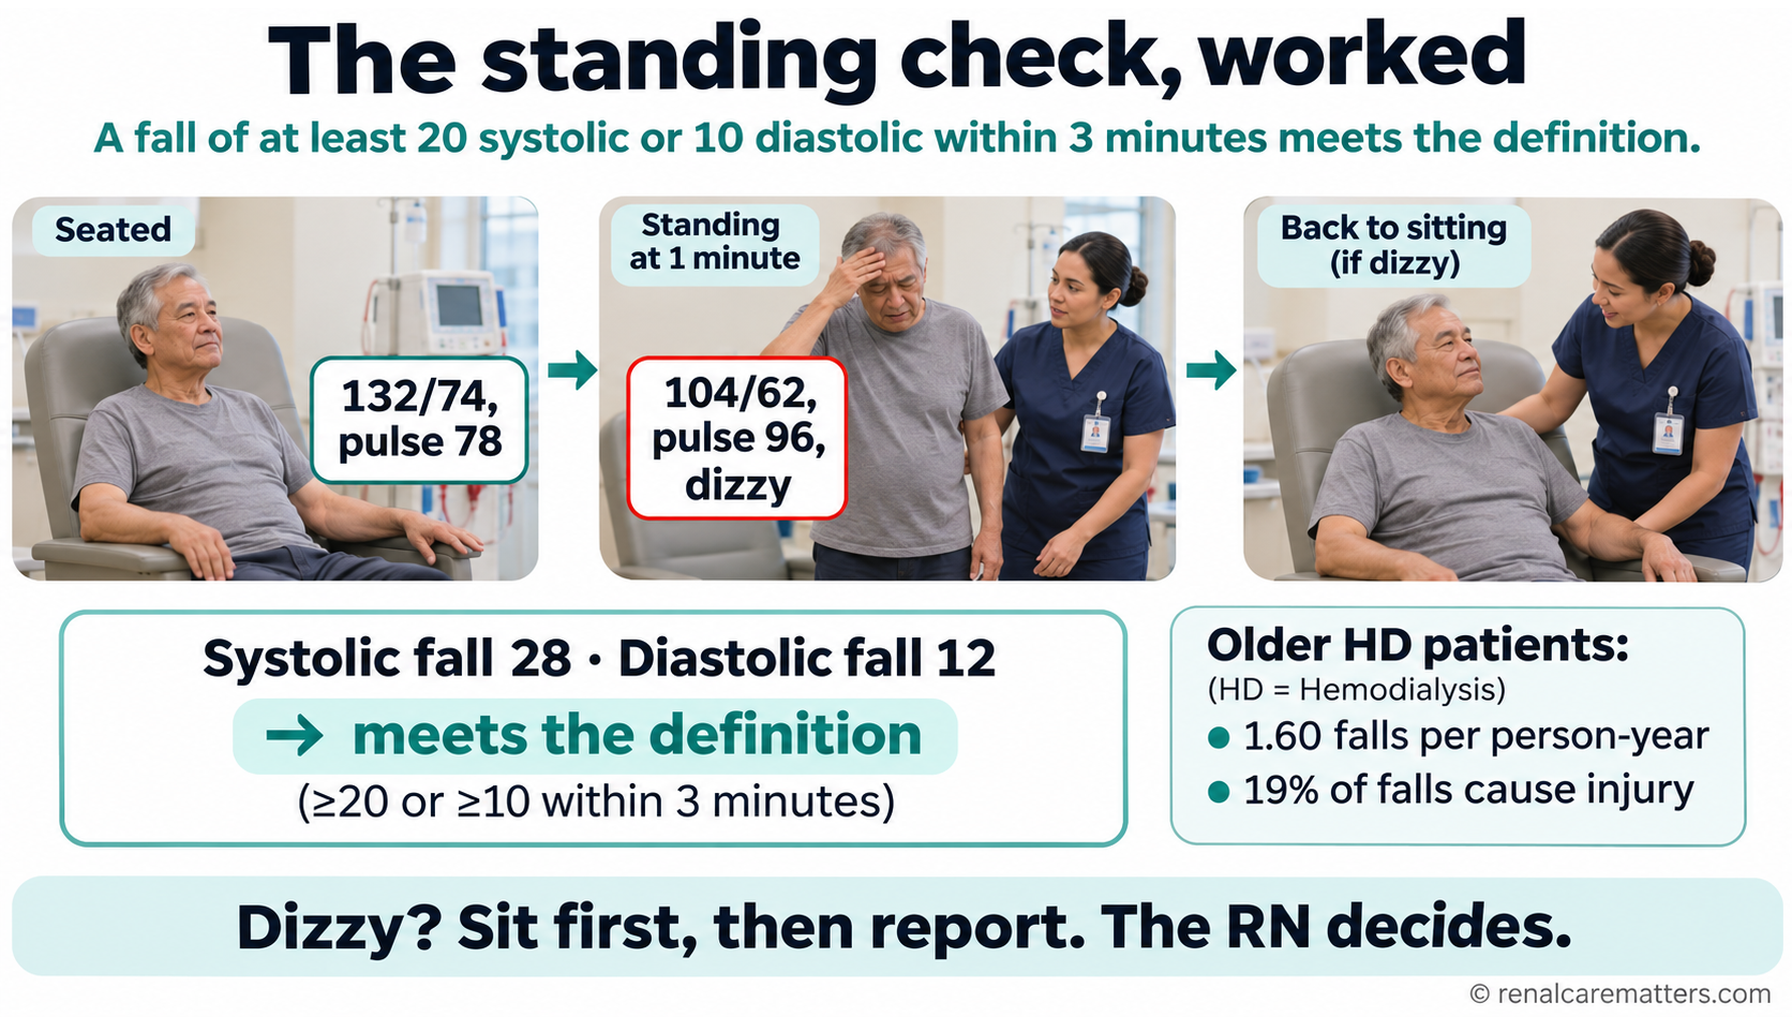 The standing check, worked
A fall of at least 20 systolic or 10 diastolic within 3 minutes meets the definition.
Seated
132/74,
pulse 78
Standing
at 1 minute
104/62,
pulse 96,
dizzy
Back to sitting
(if dizzy)
Systolic fall 28 · Diastolic fall 12
→ meets the definition
(≥20 or ≥10 within 3 minutes)
Older HD patients:
(HD = Hemodialysis)
● 1.60 falls per person-year
● 19% of falls cause injury
Dizzy? Sit first, then report. The RN decides.
© renalcarematters.com